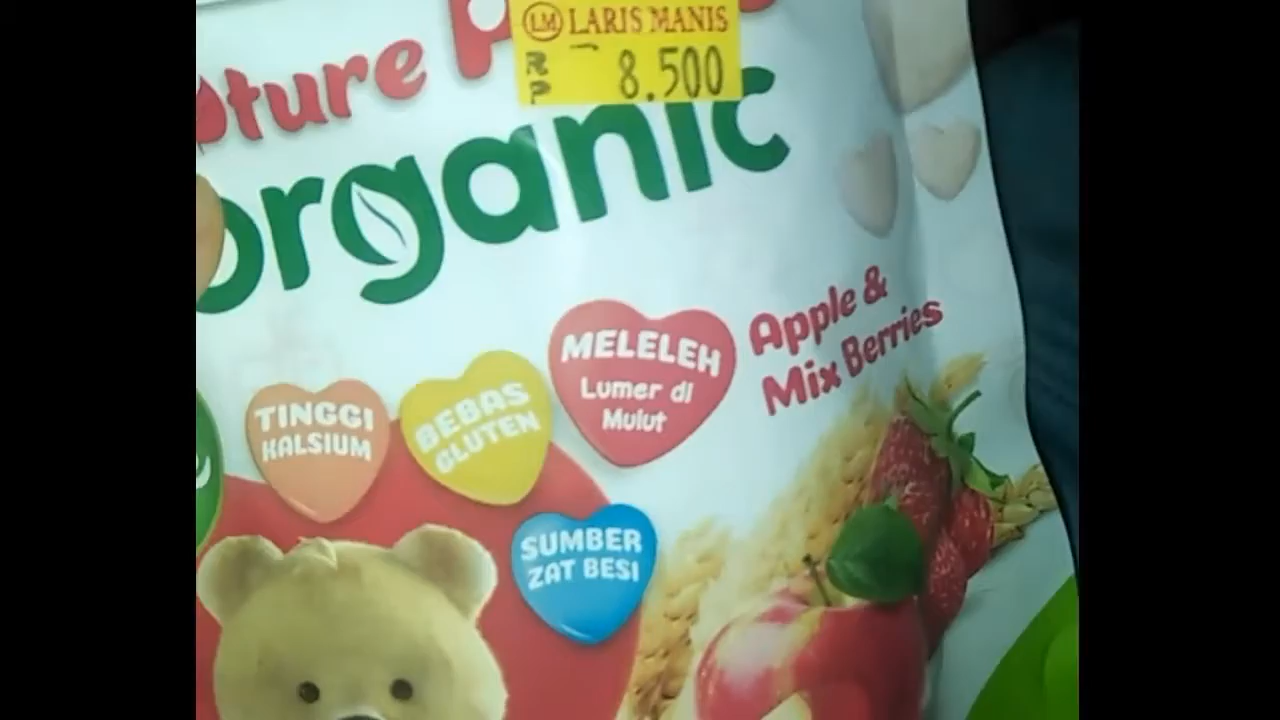 LM LARIS MANIS
RP 8.500
organic
Apple &
Mix Berries
MELELEH
Lumer di
Mulut
BEBAS
GLUTEN
TINGGI
KALSIUM
SUMBER
ZAT BESI